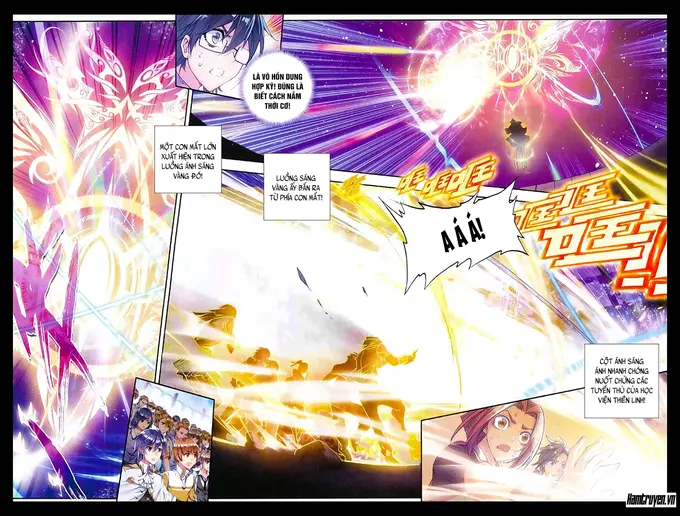 LÀ VÕ HỒN DUNG
HỢP KỸ! ĐÚNG LÀ
BIẾT CÁCH NẮM
THỜI CƠ!
MỘT CON MẮT LỚN
XUẤT HIỆN TRONG
LUỒNG ÁNH SÁNG
VÀNG ĐÓ!
LUỒNG SÁNG
VÀNG ẤY BẮN RA
TỪ PHÍA CON MẮT!
A Á Á!
CỘT ÁNH SÁNG
ÁNH NHANH CHÓNG
NUỐT CHỬNG CÁC
TUYỂN THỦ CỦA HỌC
VIỆN THIÊN LINH!
Hamtruyen.vn